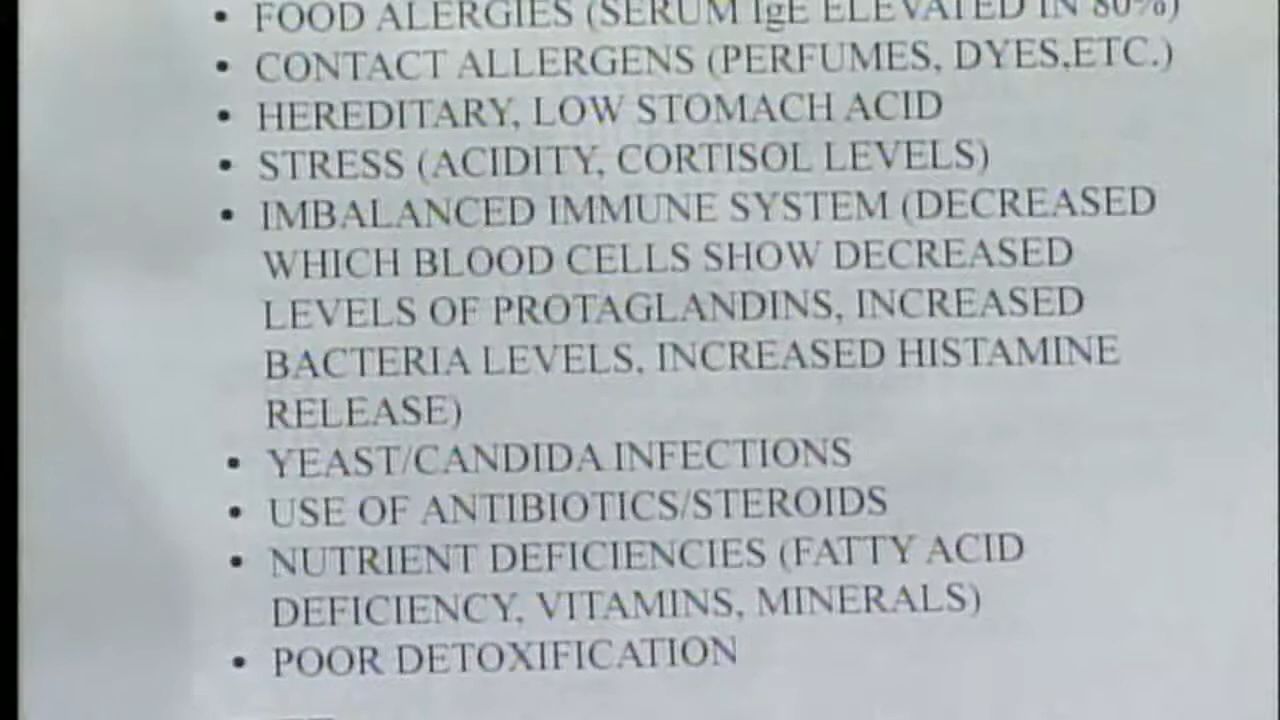 • FOOD ALERGIES (SERUM IgE ELEVATED IN 80%)
• CONTACT ALLERGENS (PERFUMES, DYES,ETC.)
• HEREDITARY, LOW STOMACH ACID
• STRESS (ACIDITY, CORTISOL LEVELS)
• IMBALANCED IMMUNE SYSTEM (DECREASED
WHICH BLOOD CELLS SHOW DECREASED
LEVELS OF PROTAGLANDINS, INCREASED
BACTERIA LEVELS, INCREASED HISTAMINE
RELEASE)
• YEAST/CANDIDA INFECTIONS
• USE OF ANTIBIOTICS/STEROIDS
• NUTRIENT DEFICIENCIES (FATTY ACID
DEFICIENCY, VITAMINS, MINERALS)
• POOR DETOXIFICATION